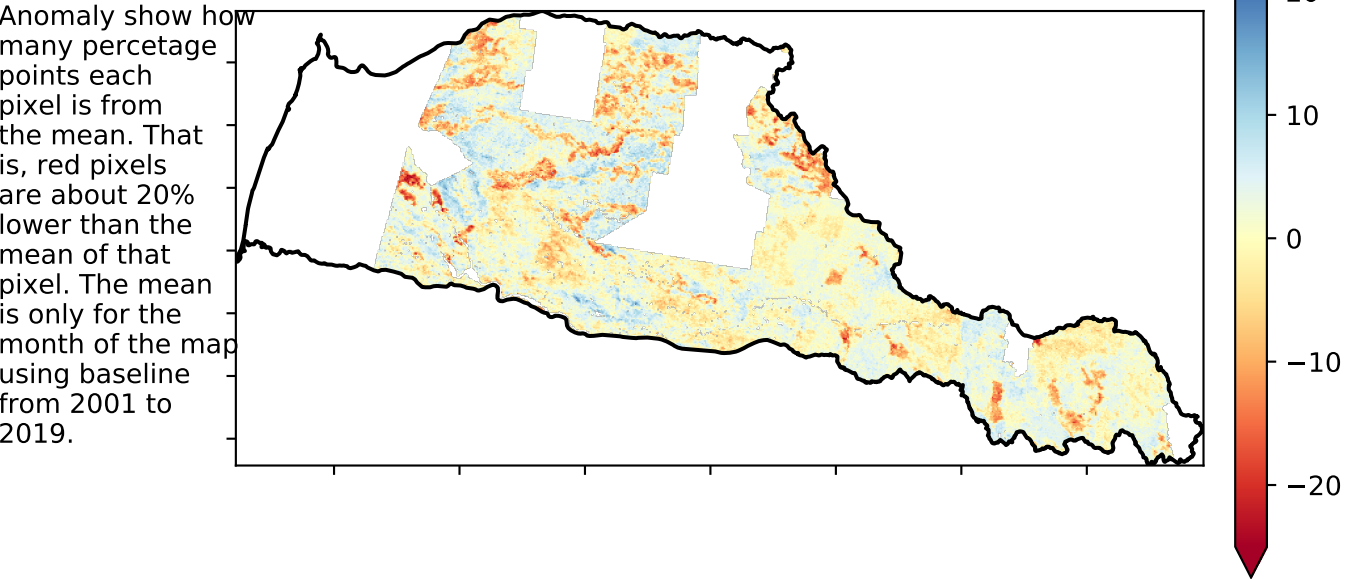 Anomaly show how
many percetage
points each
pixel is from
the mean. That
is, red pixels
are about 20%
lower than the
mean of that
pixel. The mean
is only for the
month of the map
using baseline
from 2001 to
2019.
10
0
−10
−20